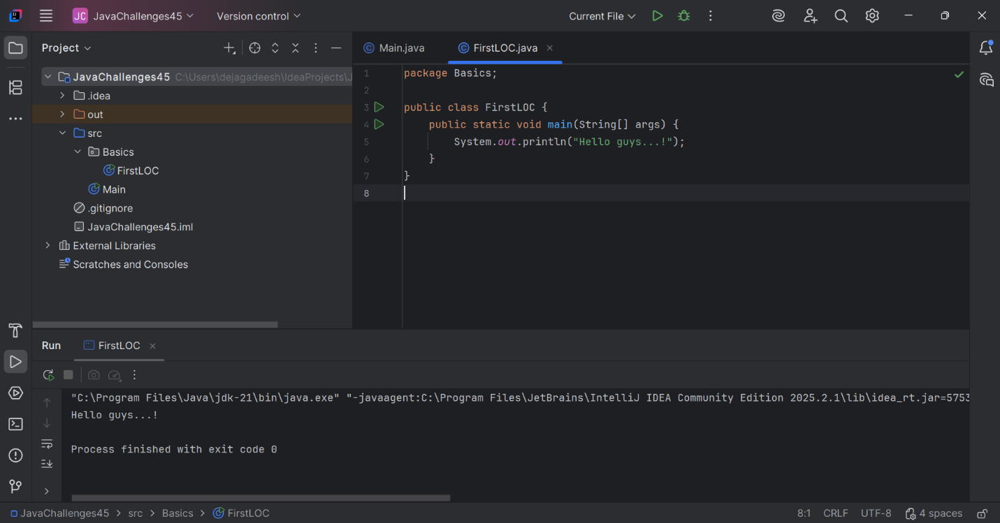 JC JavaChallenges45 Version control Current File
Project
Main.java FirstLOC.java
JavaChallenges45 C:\Users\dejagadeesh\IdeaProjects\J
.idea
out
src
Basics
FirstLOC
Main
.gitignore
JavaChallenges45.iml
External Libraries
Scratches and Consoles
1 package Basics;
2
3 public class FirstLOC {
4 public static void main(String[] args) {
5 System.out.println("Hello guys...!");
6 }
7 }
8
Run FirstLOC
"C:\Program Files\Java\jdk-21\bin\java.exe" "-javaagent:C:\Program Files\JetBrains\IntelliJ IDEA Community Edition 2025.2.1\lib\idea_rt.jar=5753
Hello guys...!
Process finished with exit code 0
JavaChallenges45 > src > Basics > FirstLOC 8:1 CRLF UTF-8 4 spaces